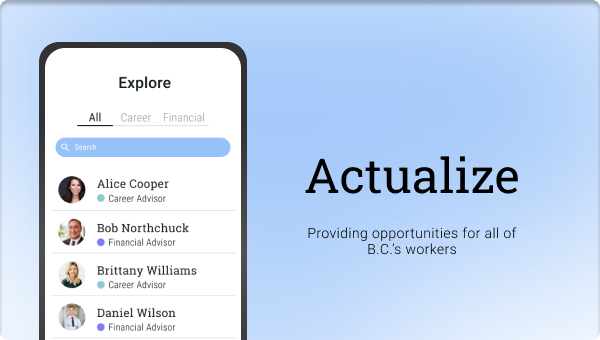 Explore
All Career Financial
Search
Alice Cooper
Career Advisor
Bob Northchuck
Financial Advisor
Brittany Williams
Career Advisor
Daniel Wilson
Financial Advisor
Actualize
Providing opportunities for all of
B.C.'s workers